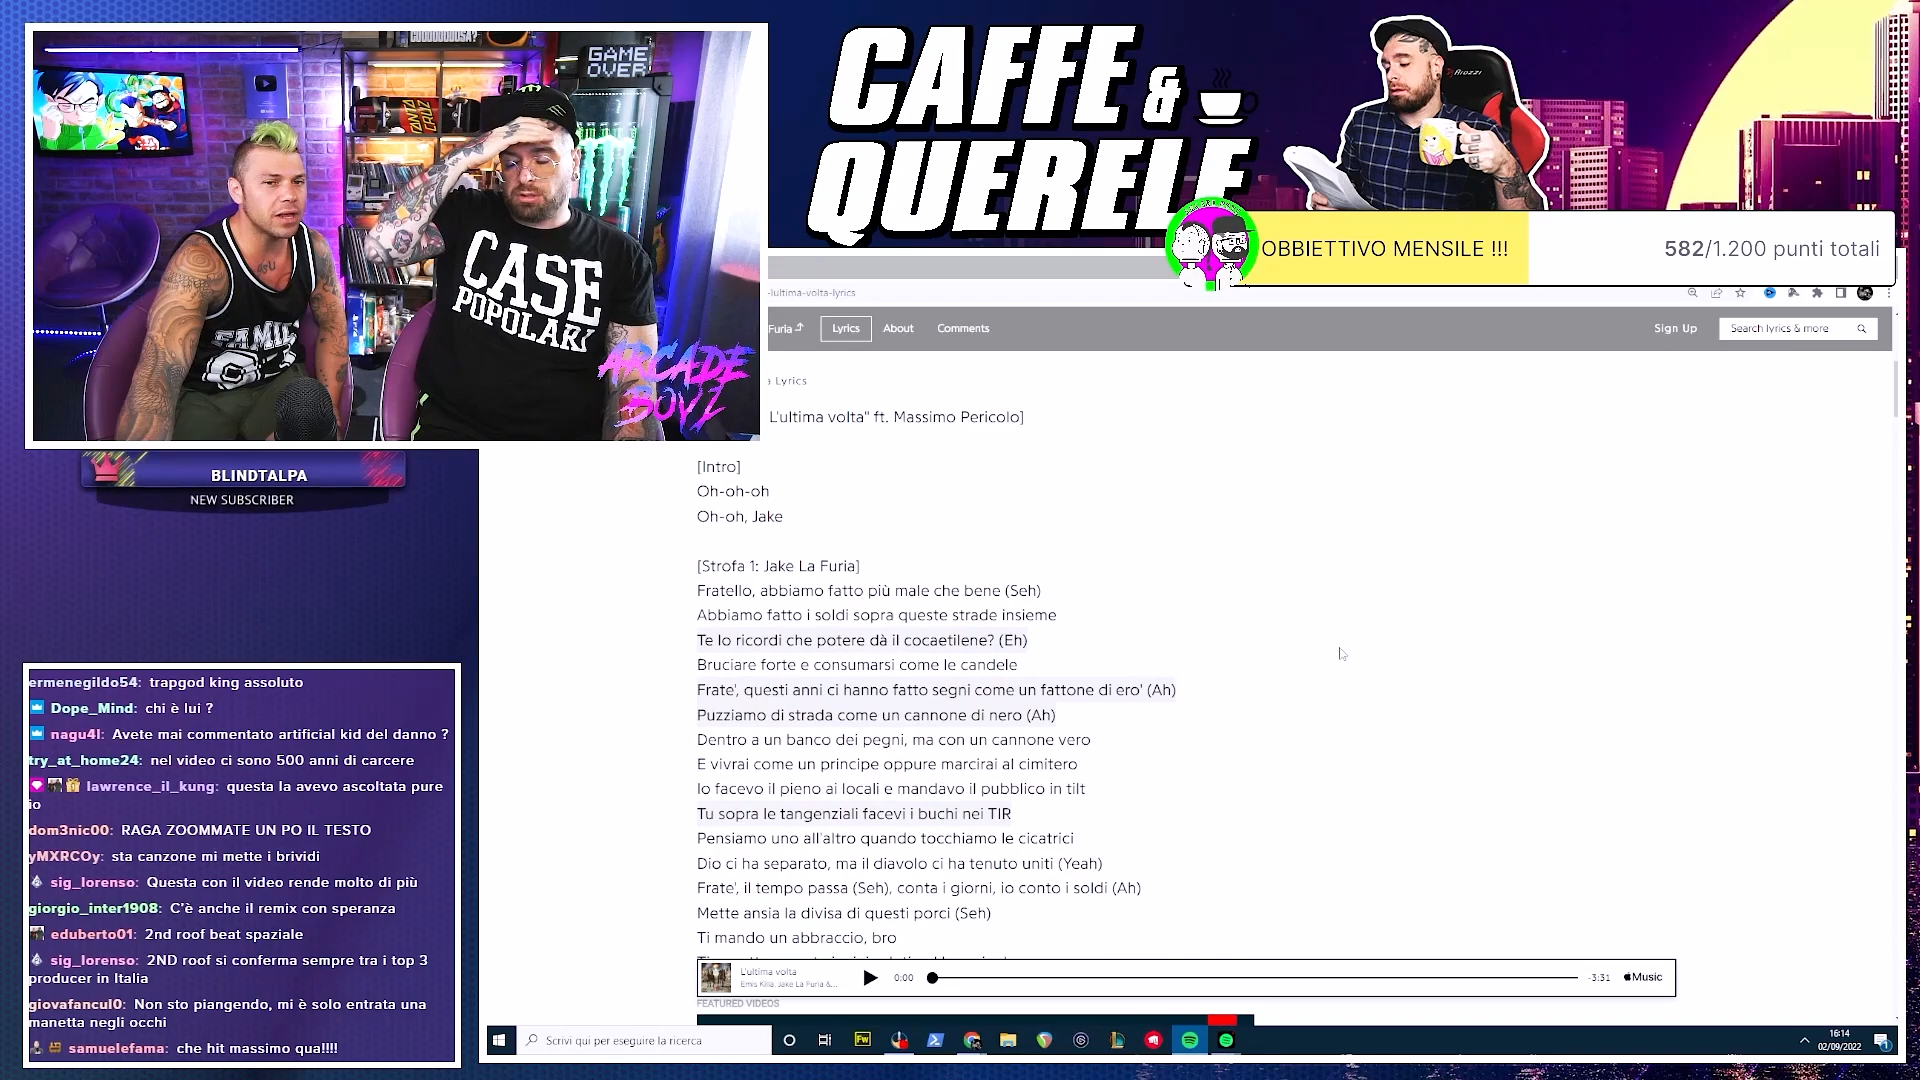 GAME
OVER
SANTA
CRUZ
CASE
POPOLARI
FAMILY
ARCADE
BOYZ
CAFFE &
QUERELE
OBBIETTIVO MENSILE !!!
582/1.200 punti totali
-lultima-volta-lyrics
Furia
Lyrics
About
Comments
Sign Up
Search lyrics & more
a Lyrics
L'ultima volta" ft. Massimo Pericolo]
[Intro]
Oh-oh-oh
Oh-oh, Jake
[Strofa 1: Jake La Furia]
Fratello, abbiamo fatto più male che bene (Seh)
Abbiamo fatto i soldi sopra queste strade insieme
Te lo ricordi che potere dà il cocaetilene? (Eh)
Bruciare forte e consumarsi come le candele
Frate', questi anni ci hanno fatto segni come un fattone di ero' (Ah)
Puzziamo di strada come un cannone di nero (Ah)
Dentro a un banco dei pegni, ma con un cannone vero
E vivrai come un principe oppure marcirai al cimitero
Io facevo il pieno ai locali e mandavo il pubblico in tilt
Tu sopra le tangenziali facevi i buchi nei TIR
Pensiamo uno all'altro quando tocchiamo le cicatrici
Dio ci ha separato, ma il diavolo ci ha tenuto uniti (Yeah)
Frate', il tempo passa (Seh), conta i giorni, io conto i soldi (Ah)
Mette ansia la divisa di questi porci (Seh)
Ti mando un abbraccio, bro
L'ultima volta
Emis Killa, Jake La Furia &...
0:00
-3:31
Music
FEATURED VIDEOS
Scrivi qui per eseguire la ricerca
Fw
16:14
02/09/2022
BLINDTALPA
NEW SUBSCRIBER
ermenegildo54: trapgod king assoluto
Dope_Mind: chi è lui ?
nagu4l: Avete mai commentato artificial kid del danno ?
try_at_home24: nel video ci sono 500 anni di carcere
lawrence_il_kung: questa la avevo ascoltata pure
io
dom3nic00: RAGA ZOOMMATE UN PO IL TESTO
yMXRCOy: sta canzone mi mette i brividi
sig_lorenso: Questa con il video rende molto di più
giorgio_inter1908: C'è anche il remix con speranza
eduberto01: 2nd roof beat spaziale
sig_lorenso: 2ND roof si conferma sempre tra i top 3
producer in Italia
giovafancul0: Non sto piangendo, mi è solo entrata una
manetta negli occhi
samuelefama: che hit massimo qua!!!!